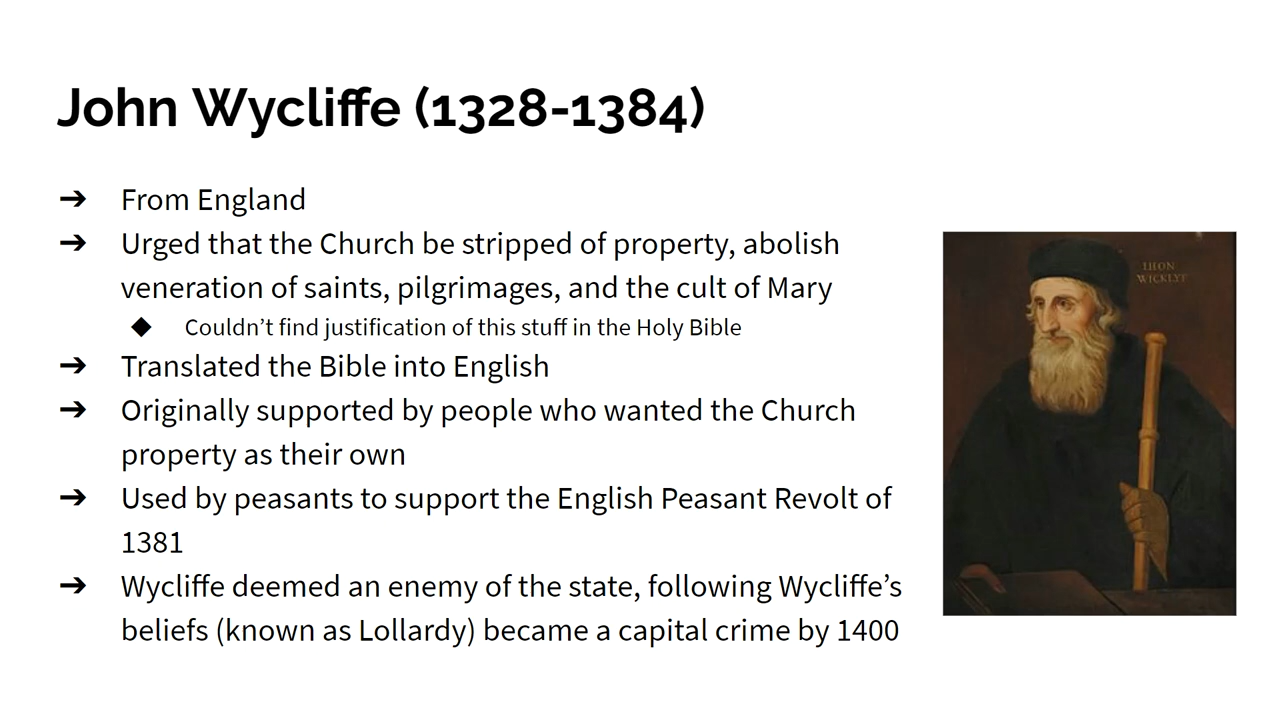 John Wycliffe (1328-1384)
➔ From England
➔ Urged that the Church be stripped of property, abolish
veneration of saints, pilgrimages, and the cult of Mary
◆ Couldn’t find justification of this stuff in the Holy Bible
➔ Translated the Bible into English
➔ Originally supported by people who wanted the Church
property as their own
➔ Used by peasants to support the English Peasant Revolt of
1381
➔ Wycliffe deemed an enemy of the state, following Wycliffe’s
beliefs (known as Lollardy) became a capital crime by 1400
IHON
WICKLYF